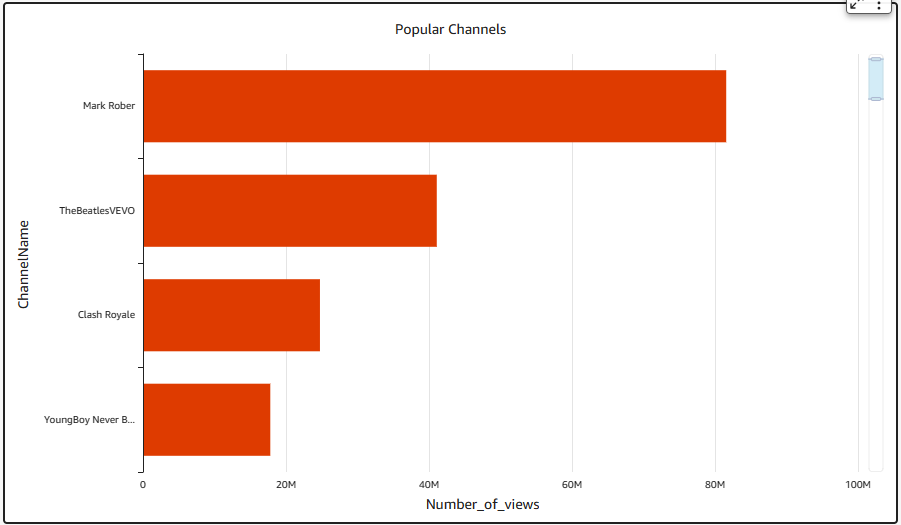 Popular Channels
ChannelName
Mark Rober
TheBeatlesVEVO
Clash Royale
YoungBoy Never B...
0 20M 40M 60M 80M 100M
Number_of_views